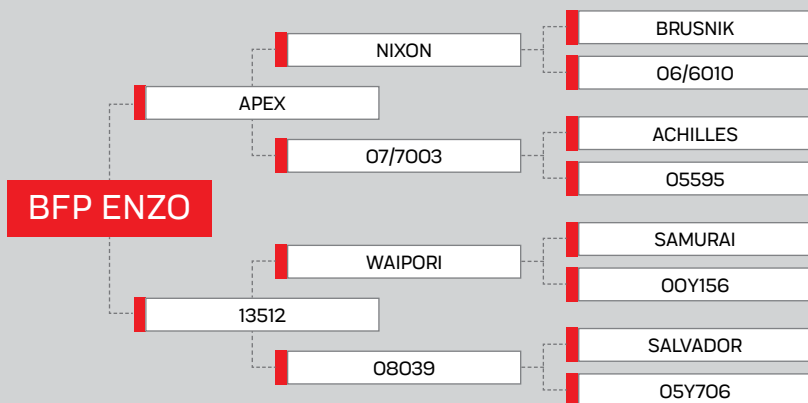 BRUSNIK
NIXON
06/6010
APEX
ACHILLES
07/7003
05595
BFP ENZO
SAMURAI
WAIPORI
00Y156
13512
SALVADOR
08039
05Y706